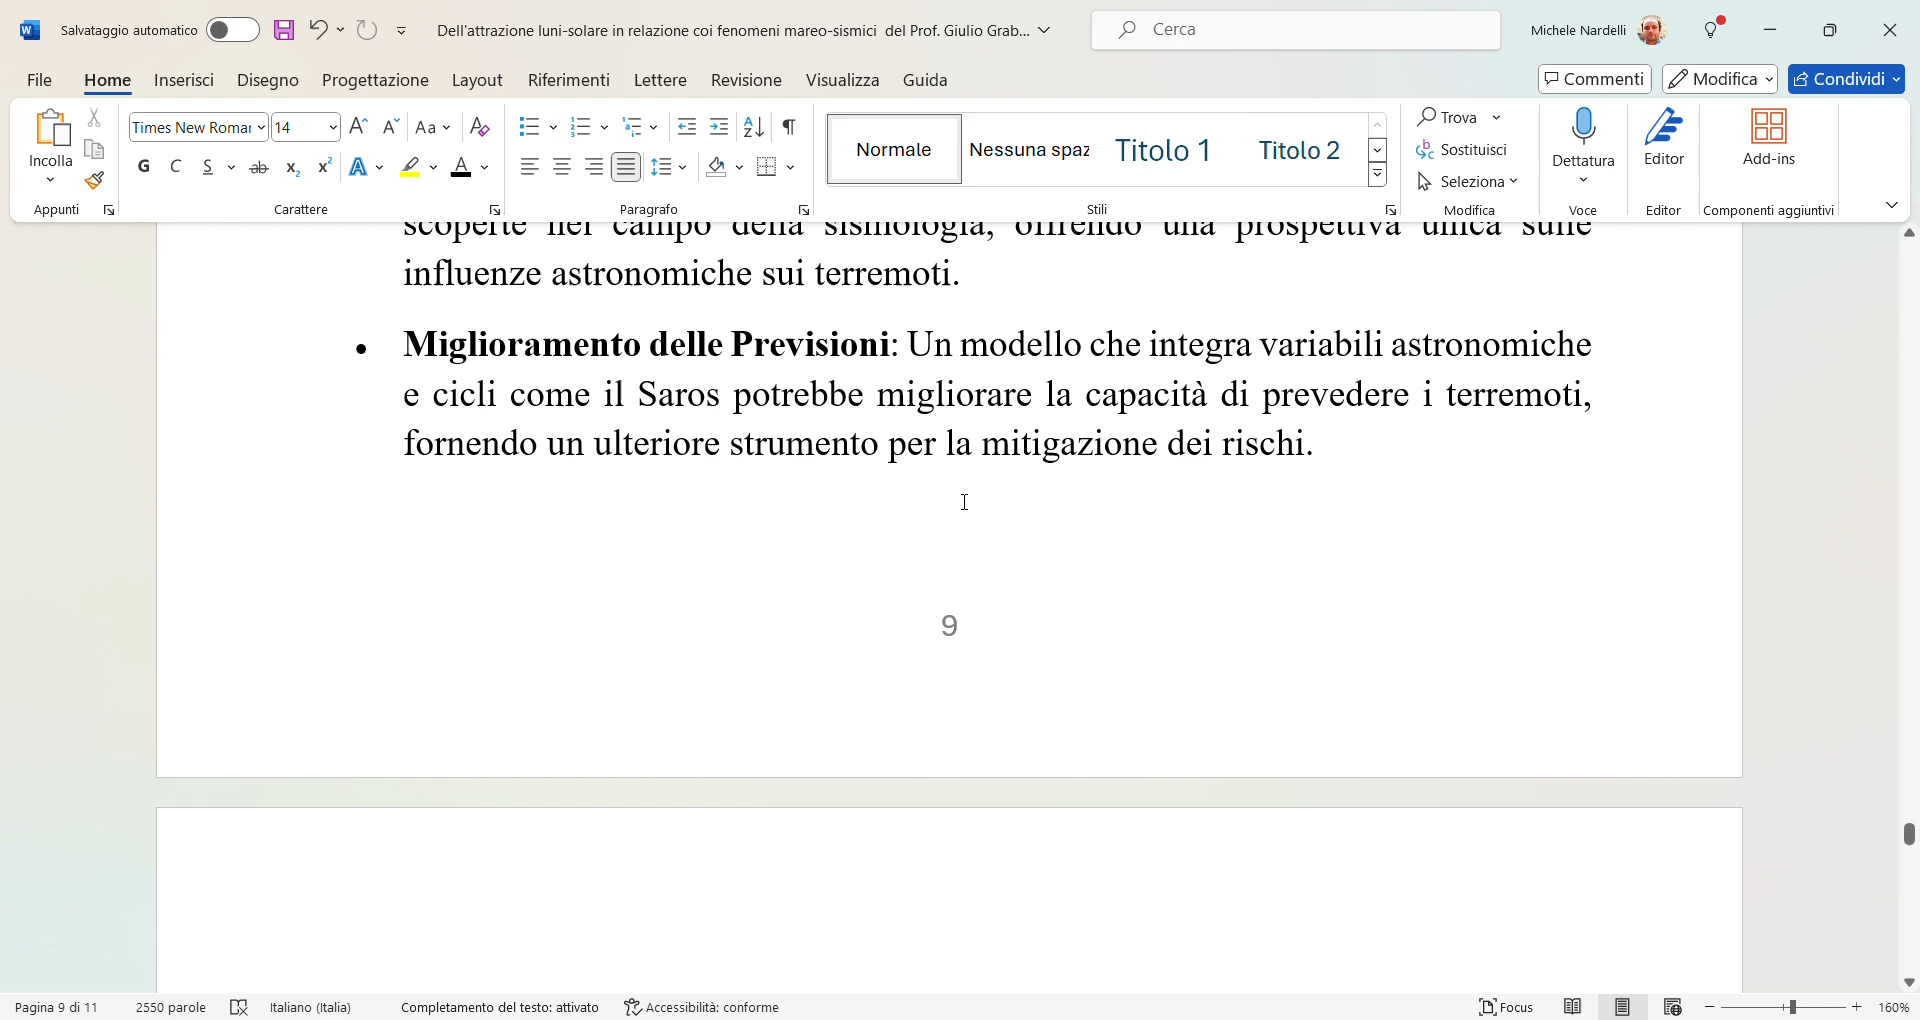 Salvataggio automatico
Dell'attrazione luni-solare in relazione coi fenomeni mareo-sismici del Prof. Giulio Grab...
Cerca
Michele Nardelli
File Home Inserisci Disegno Progettazione Layout Riferimenti Lettere Revisione Visualizza Guida
Commenti Modifica Condividi
Incolla
Appunti
Times New Roman 14
Aa
G C S ab x₂ x² A A
Carattere
Paragrafo
Normale Nessuna spaz Titolo 1 Titolo 2
Stili
Trova
Sostituisci
Seleziona
Modifica
Dettatura
Voce
Editor
Editor
Add-ins
Componenti aggiuntivi
scoperte nel campo della sismologia, offrendo una prospettiva unica sulle
influenze astronomiche sui terremoti.
• Miglioramento delle Previsioni: Un modello che integra variabili astronomiche
e cicli come il Saros potrebbe migliorare la capacità di prevedere i terremoti,
fornendo un ulteriore strumento per la mitigazione dei rischi.
9
Pagina 9 di 11 2550 parole Italiano (Italia) Completamento del testo: attivato Accessibilità: conforme
Focus 160%